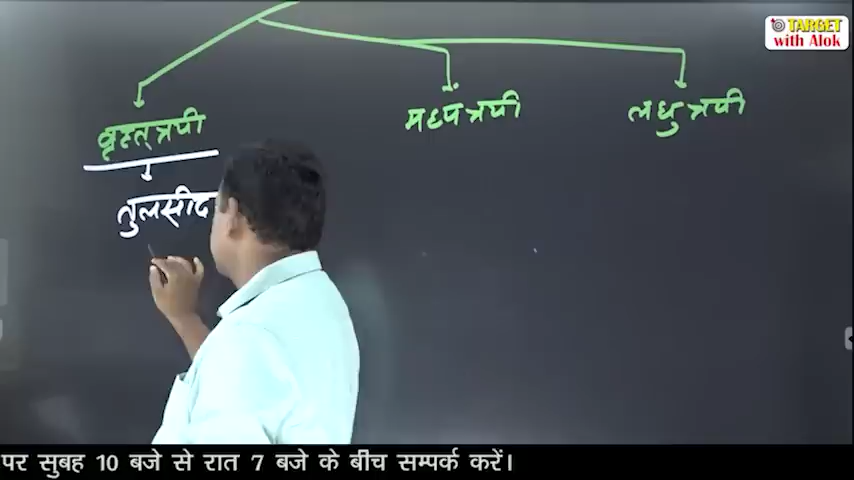 TARGET
with Alok
वृहत् त्रयी
मध्य त्रयी
लघु त्रयी
तुलसीद
पर सुबह 10 बजे से रात 7 बजे के बीच सम्पर्क करें।